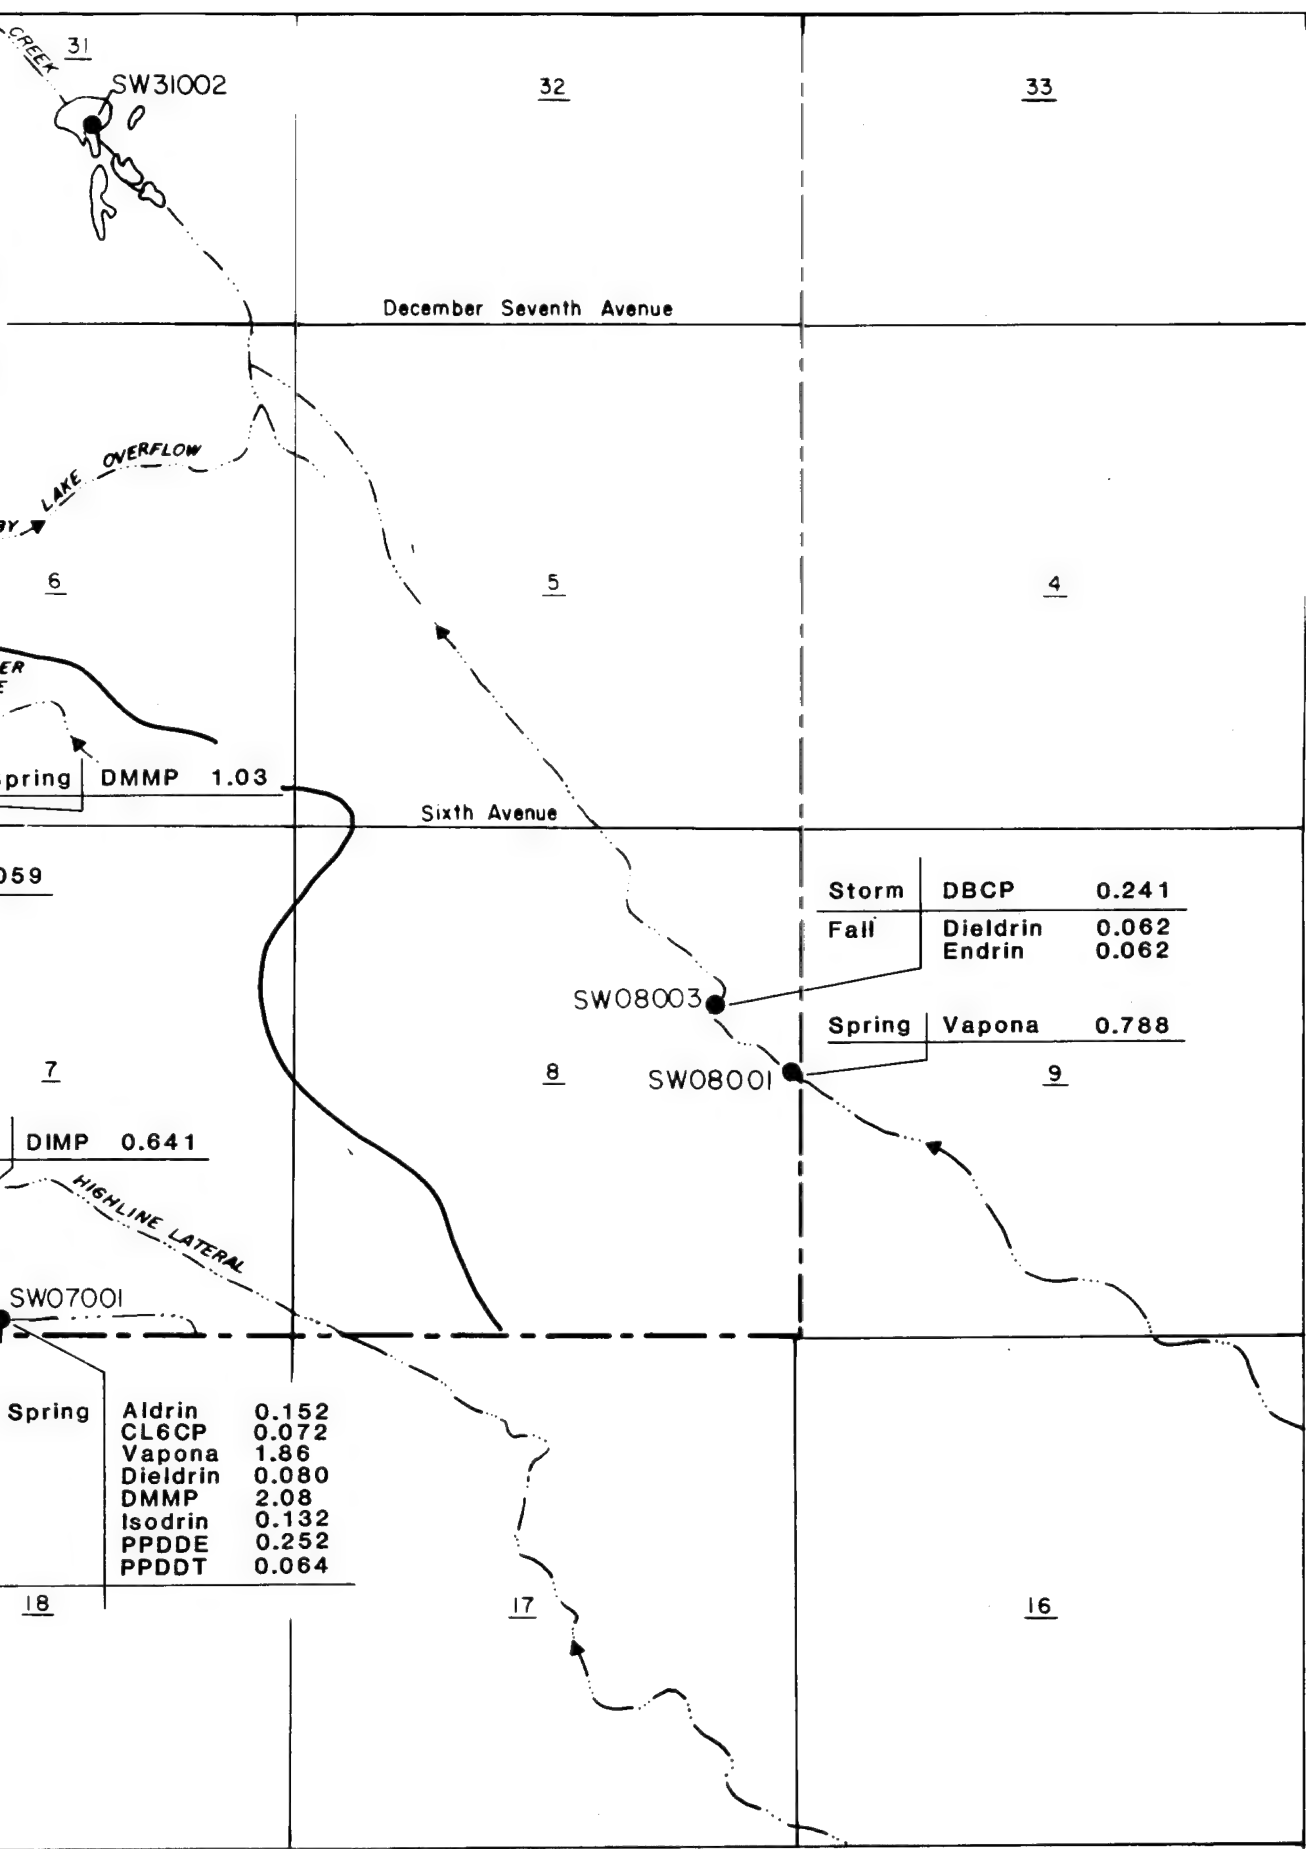 CREEK
31
SW31002
32
33
December Seventh Avenue
LAKE OVERFLOW
BY
6
5
4
ER
E
Spring DMMP 1.03
Sixth Avenue
059
Storm DBCP 0.241
Fall Dieldrin 0.062
Endrin 0.062
SW08003
Spring Vapona 0.788
SW08001
7
8
9
DIMP 0.641
HIGHLINE LATERAL
SW07001
Spring Aldrin 0.152
CL6CP 0.072
Vapona 1.86
Dieldrin 0.080
DMMP 2.08
Isodrin 0.132
PPDDE 0.252
PPDDT 0.064
18
17
16